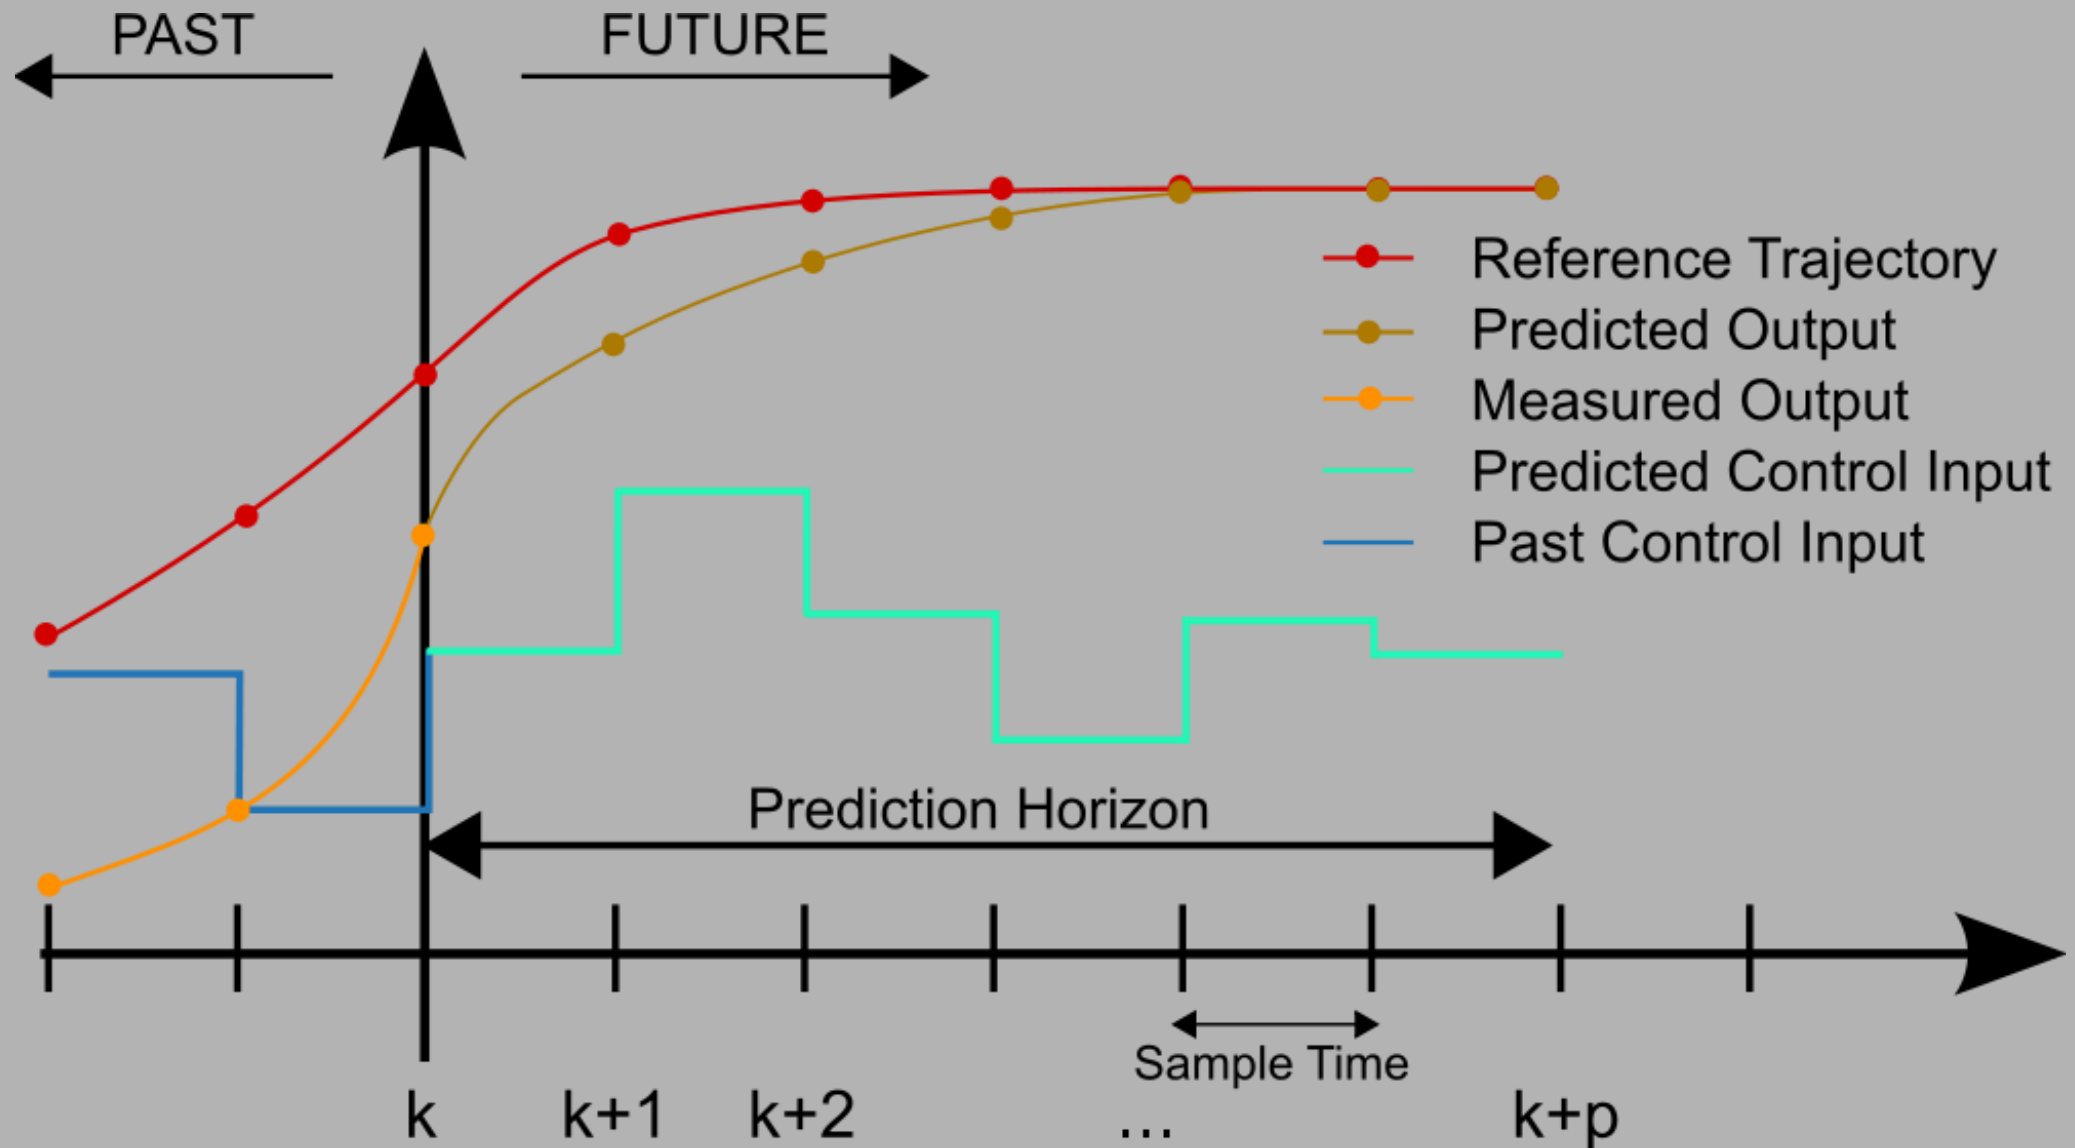 PAST
FUTURE
Reference Trajectory
Predicted Output
Measured Output
Predicted Control Input
Past Control Input
Prediction Horizon
Sample Time
k
k+1
k+2
...
k+p